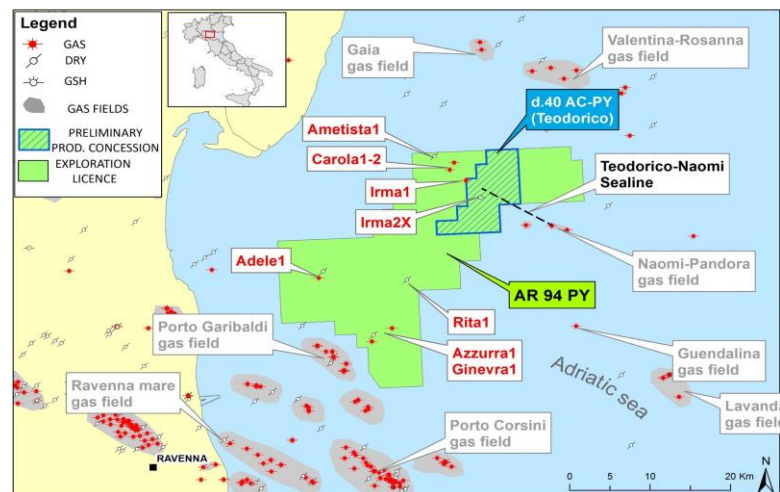 Legend
GAS
DRY
GSH
GAS FIELDS
PRELIMINARY
PROD. CONCESSION
EXPLORATION
LICENCE
Gaia
gas field
Valentina-Rosanna
gas field
d.40 AC-PY
(Teodorico)
Ametista1
Carola1-2
Irma1
Irma2X
Teodorico-Naomi
Sealine
Naomi-Pandora
gas field
Adele1
AR 94 PY
Rita1
Porto Garibaldi
gas field
Azzurra1
Ginevra1
Guendalina
gas field
Adriatic sea
Ravenna mare
gas field
Lavanda
gas field
Porto Corsini
gas field
RAVENNA
N
0 5 10 20 Km